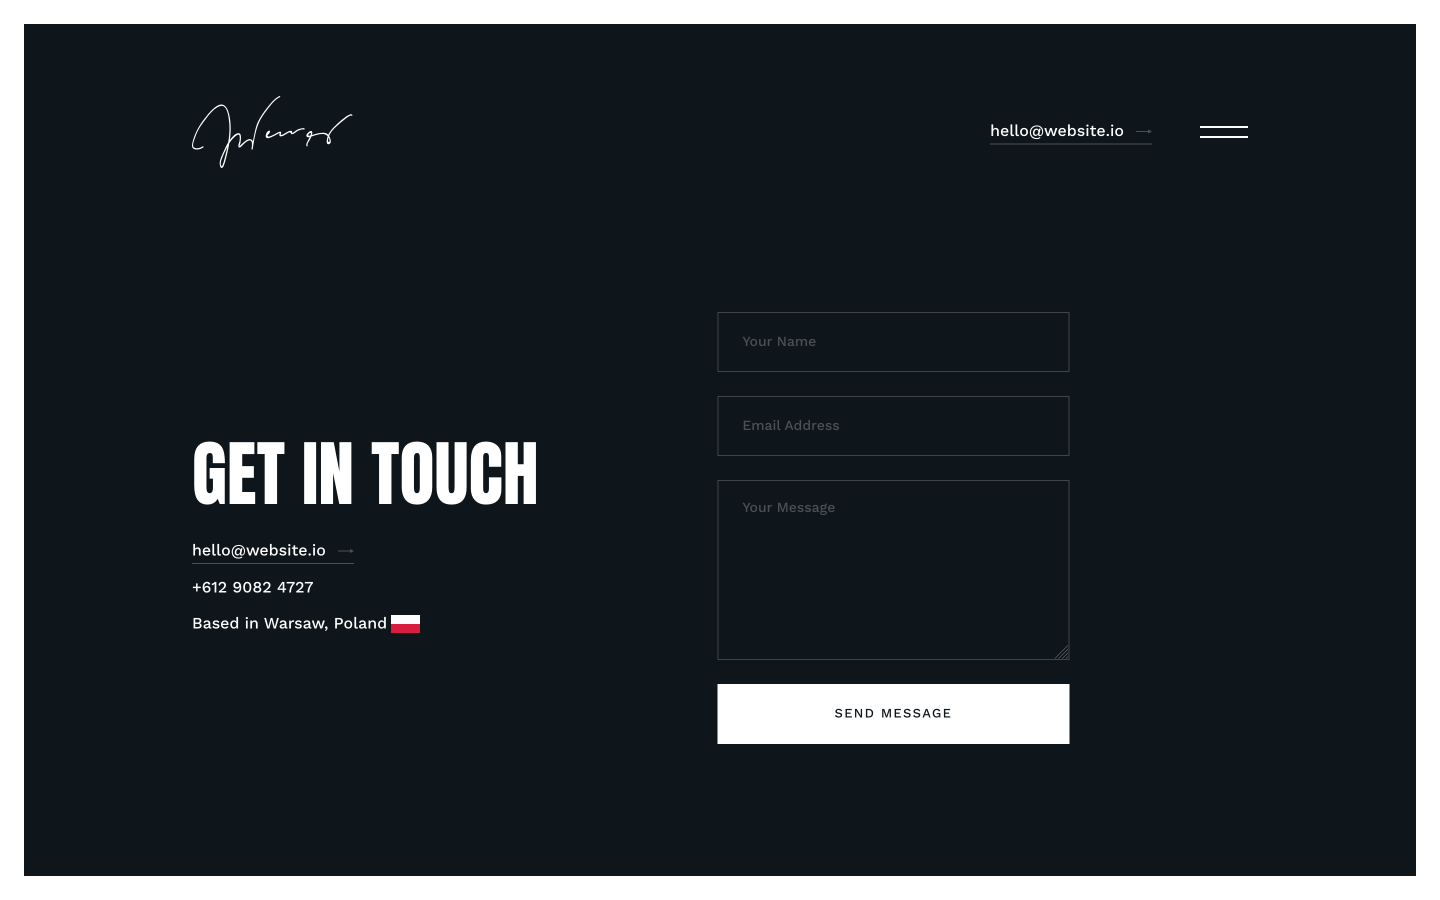 hello@website.io
GET IN TOUCH
hello@website.io
+612 9082 4727
Based in Warsaw, Poland
Your Name
Email Address
Your Message
SEND MESSAGE